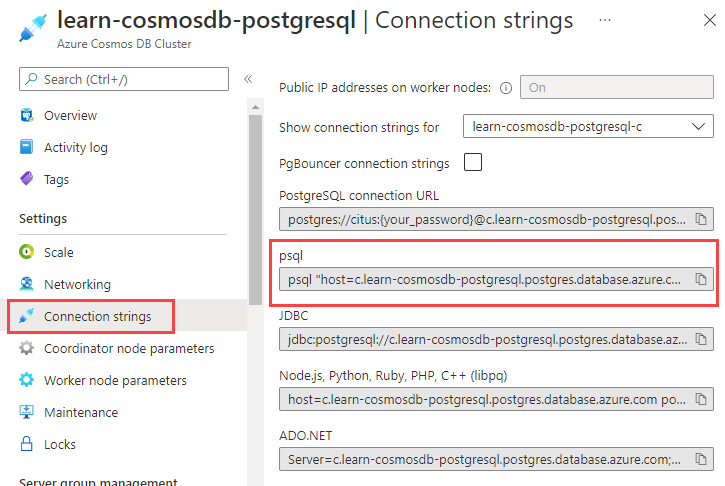 learn-cosmosdb-postgresql | Connection strings ...
Azure Cosmos DB Cluster
Search (Ctrl+/)
Overview
Activity log
Tags
Settings
Scale
Networking
Connection strings
Coordinator node parameters
Worker node parameters
Maintenance
Locks
Server group management
Public IP addresses on worker nodes: On
Show connection strings for learn-cosmosdb-postgresql-c
PgBouncer connection strings
PostgreSQL connection URL
postgres://citus:{your_password}@c.learn-cosmosdb-postgresql.pos...
psql
psql "host=c.learn-cosmosdb-postgresql.postgres.database.azure.c...
JDBC
jdbc:postgresql://c.learn-cosmosdb-postgresql.postgres.database.az...
Node.js, Python, Ruby, PHP, C++ (libpq)
host=c.learn-cosmosdb-postgresql.postgres.database.azure.com po...
ADO.NET
Server=c.learn-cosmosdb-postgresql.postgres.database.azure.com;...